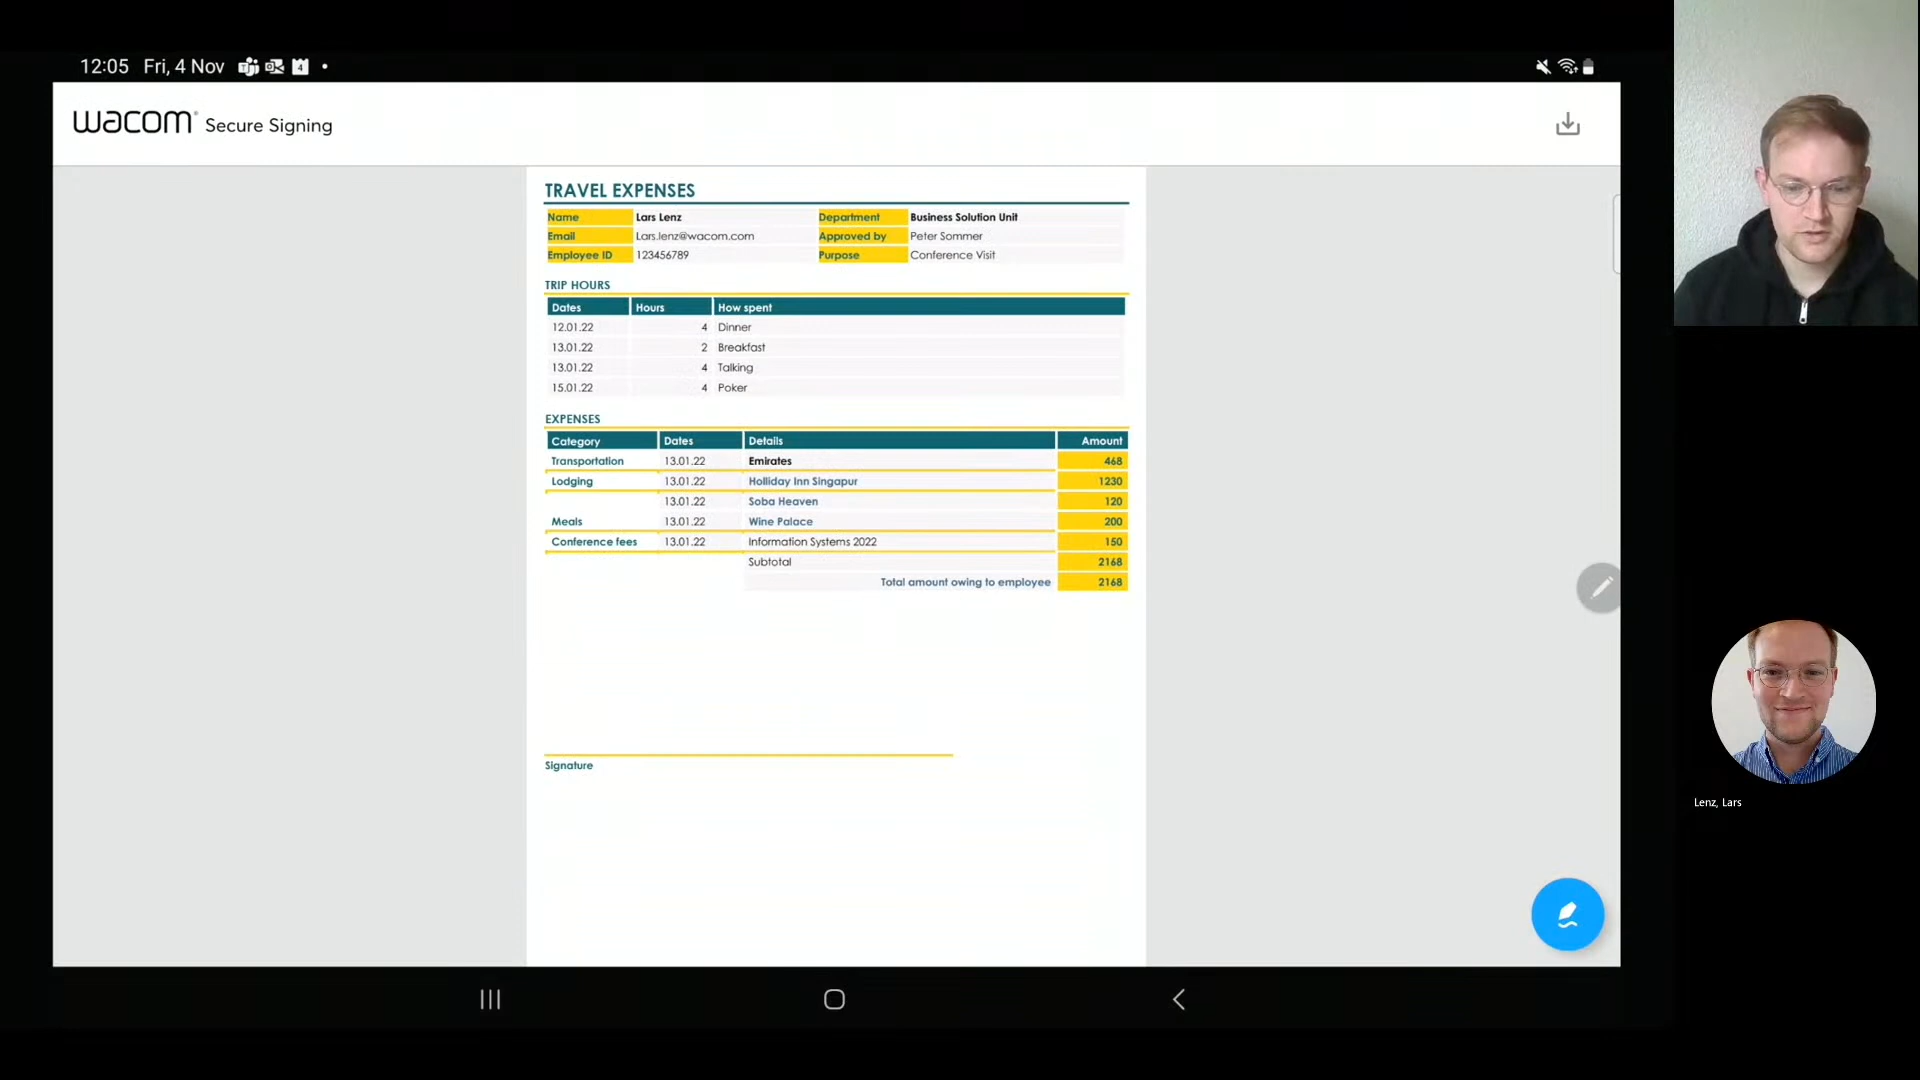 12:05 Fri, 4 Nov
wacom® Secure Signing
TRAVEL EXPENSES
Name Lars Lenz Department Business Solution Unit
Email Lars.lenz@wacom.com Approved by Peter Sommer
Employee ID 123456789 Purpose Conference Visit
TRIP HOURS
Dates Hours How spent
12.01.22 4 Dinner
13.01.22 2 Breakfast
13.01.22 4 Talking
15.01.22 4 Poker
EXPENSES
Category Dates Details Amount
Transportation 13.01.22 Emirates 468
Lodging 13.01.22 Holliday Inn Singapur 1230
13.01.22 Soba Heaven 120
Meals 13.01.22 Wine Palace 200
Conference fees 13.01.22 Information Systems 2022 150
Subtotal 2168
Total amount owing to employee 2168
Signature
Lenz, Lars